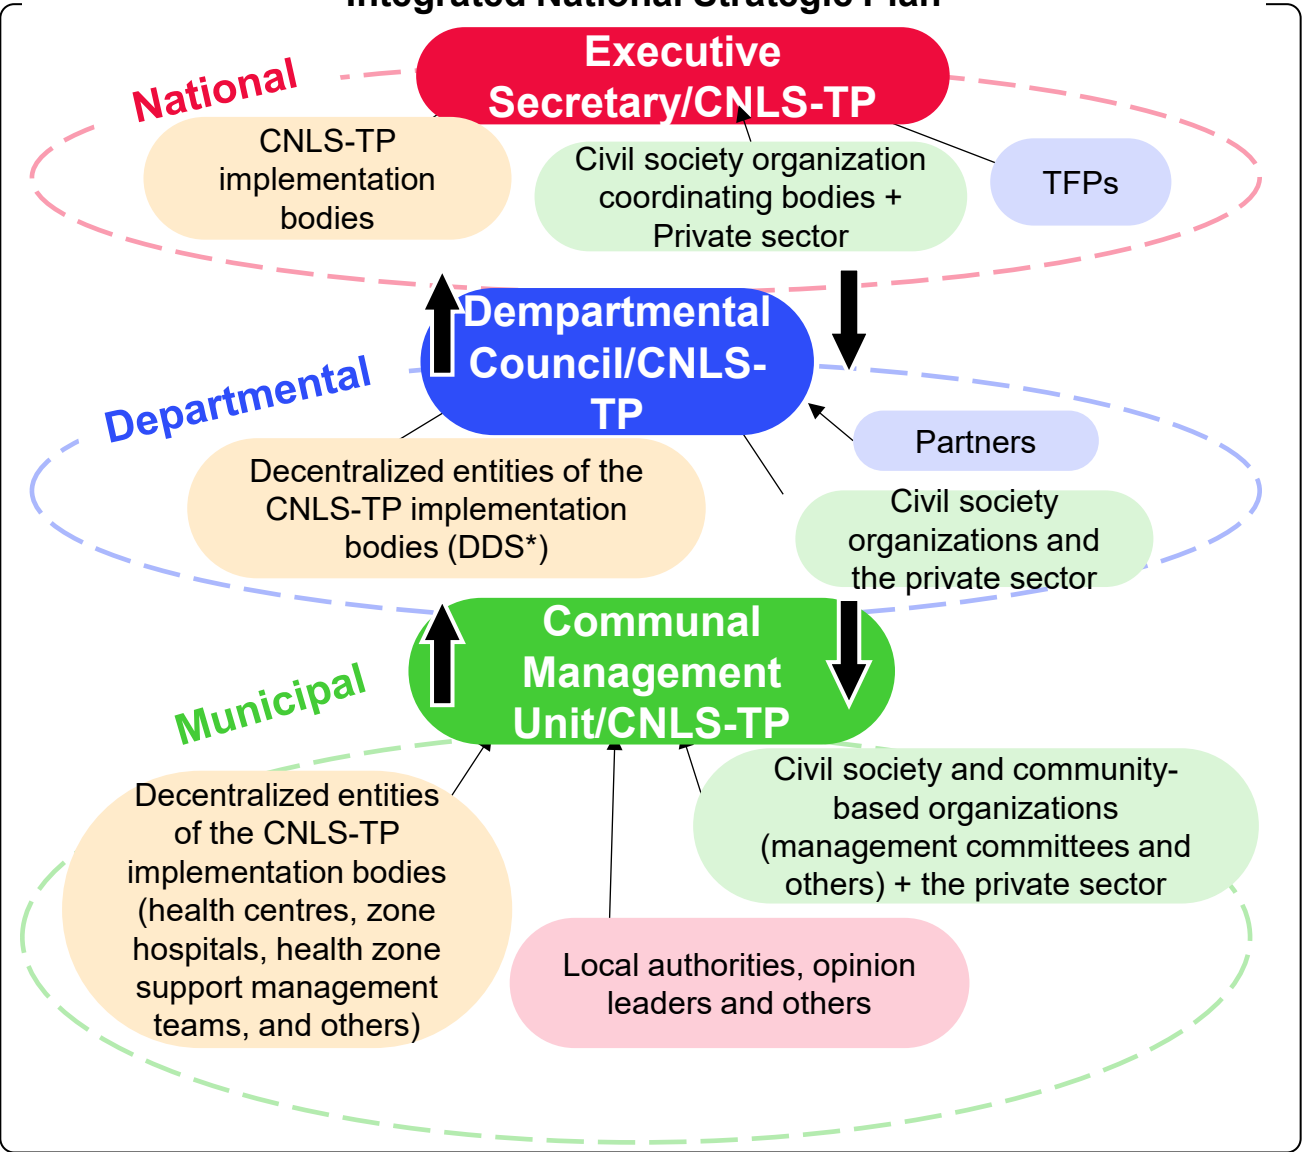 Integrated National Strategic Plan
National
Executive
Secretary/CNLS-TP
CNLS-TP
implementation
bodies
Civil society organization
coordinating bodies +
Private sector
TFPs
Departmental
Dempartmental
Council/CNLS-
TP
Partners
Decentralized entities of the
CNLS-TP implementation
bodies (DDS*)
Civil society
organizations and
the private sector
Municipal
Communal
Management
Unit/CNLS-TP
Decentralized entities
of the CNLS-TP
implementation bodies
(health centres, zone
hospitals, health zone
support management
teams, and others)
Civil society and community-
based organizations
(management committees and
others) + the private sector
Local authorities, opinion
leaders and others